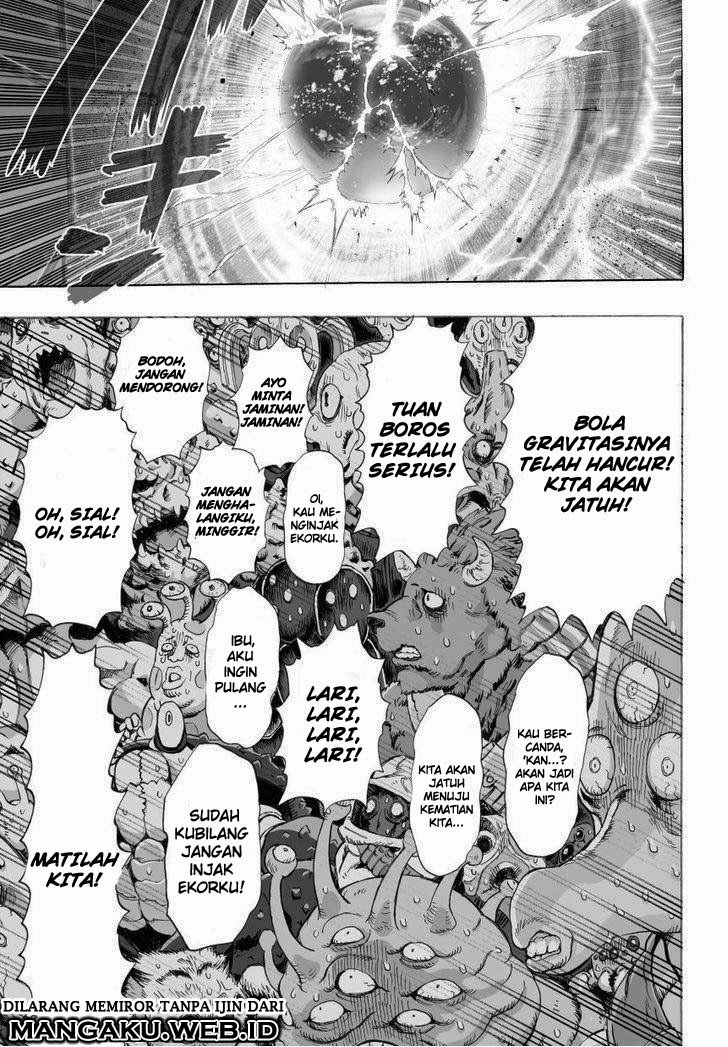 BOLA
GRAVITASINYA
TELAH HANCUR!
KITA AKAN
JATUH!
TUAN
BOROS
TERLALU
SERIUS!
AYO
MINTA
JAMINAN!
JAMINAN!
BODOH,
JANGAN
MENDORONG!
OI,
KAU ME-
NGINJAK
EKORKU!
JANGAN
MENGHA-
LANGIKU,
MINGGIR!
OH, SIAL!
OH, SIAL!
KAU BER-
CANDA,
'KAN...?
AKAN JADI
APA KITA
INI?
KITA AKAN
JATUH
MENUJU
KEMATIAN
KITA...
LARI,
LARI,
LARI,
LARI!
IBU,
AKU
INGIN
PULANG
...
SUDAH
KUBILANG
JANGAN
INJAK
EKORKU!
MATILAH
KITA!
DILARANG MEMIROR TANPA IJIN DARI
MANGAKU.WEB.ID